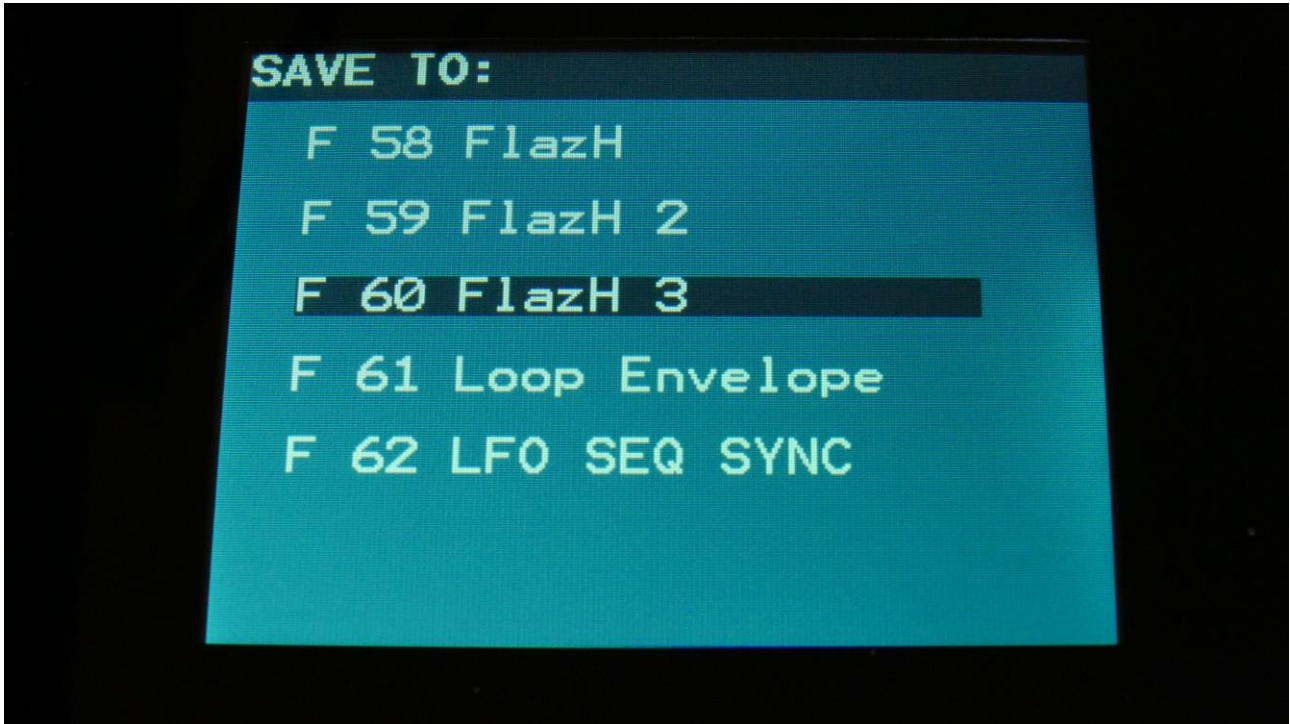 SAVE TO:
F 58 FlazH
F 59 FlazH 2
F 60 FlazH 3
F 61 Loop Envelope
F 62 LFO SEQ SYNC